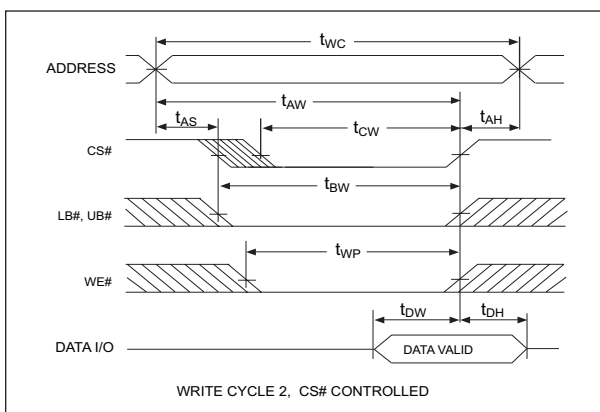 tWC
ADDRESS
tAW
tAS
tCW
tAH
CS#
tBW
LB#, UB#
tWP
WE#
tDW
tDH
DATA I/O
DATA VALID
WRITE CYCLE 2, CS# CONTROLLED